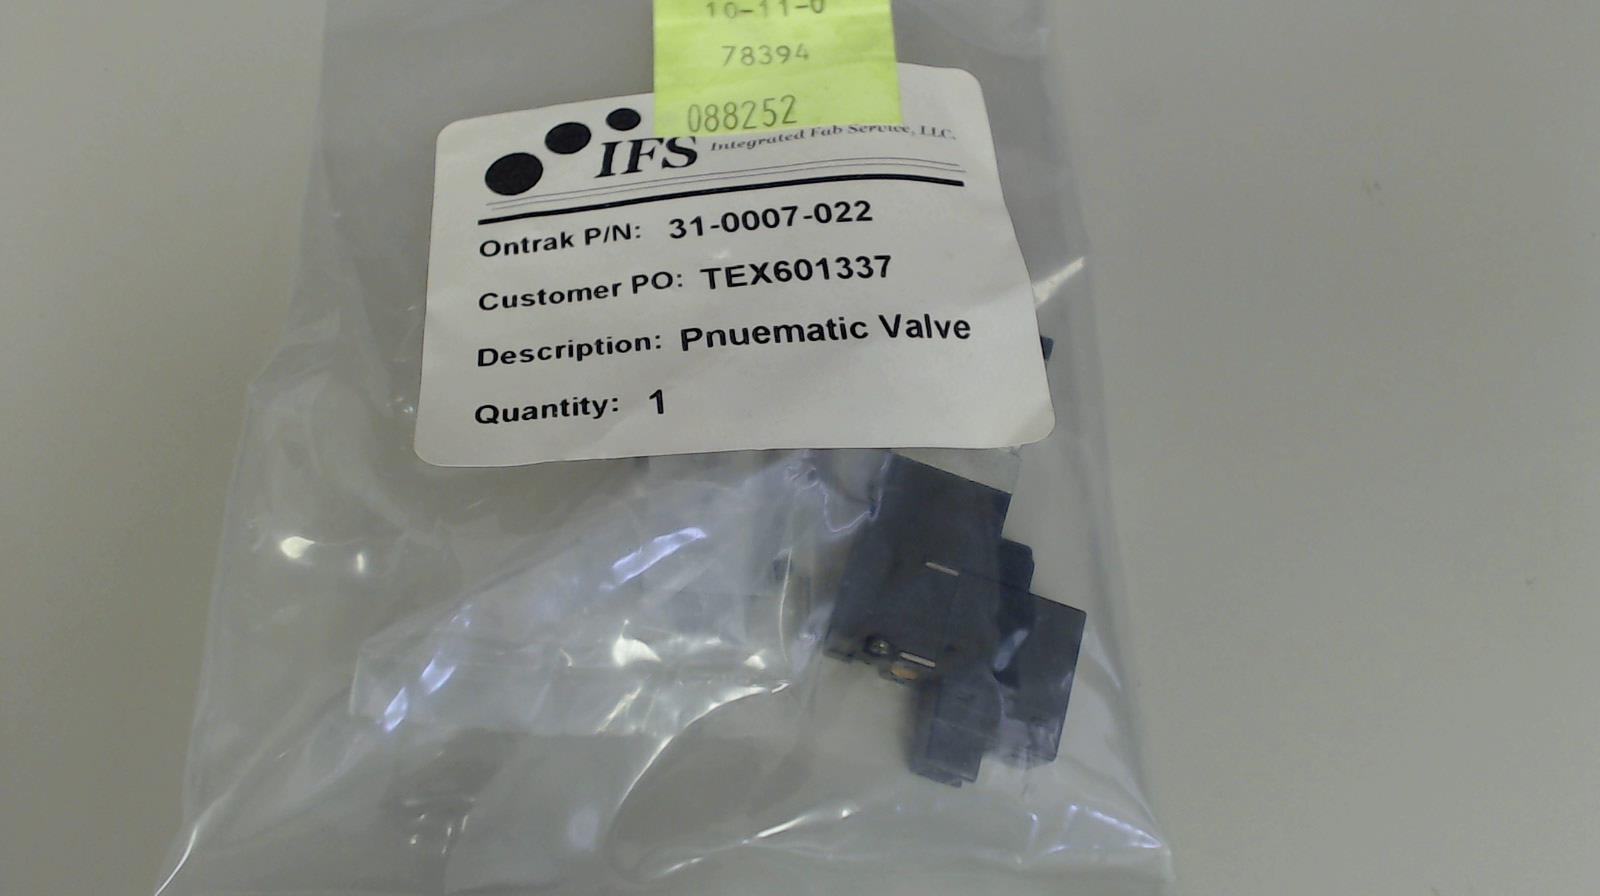 10-11-0
78394
088252
IFS Integrated Fab Service, LLC.
Ontrak P/N: 31-0007-022
Customer PO: TEX601337
Description: Pnuematic Valve
Quantity: 1